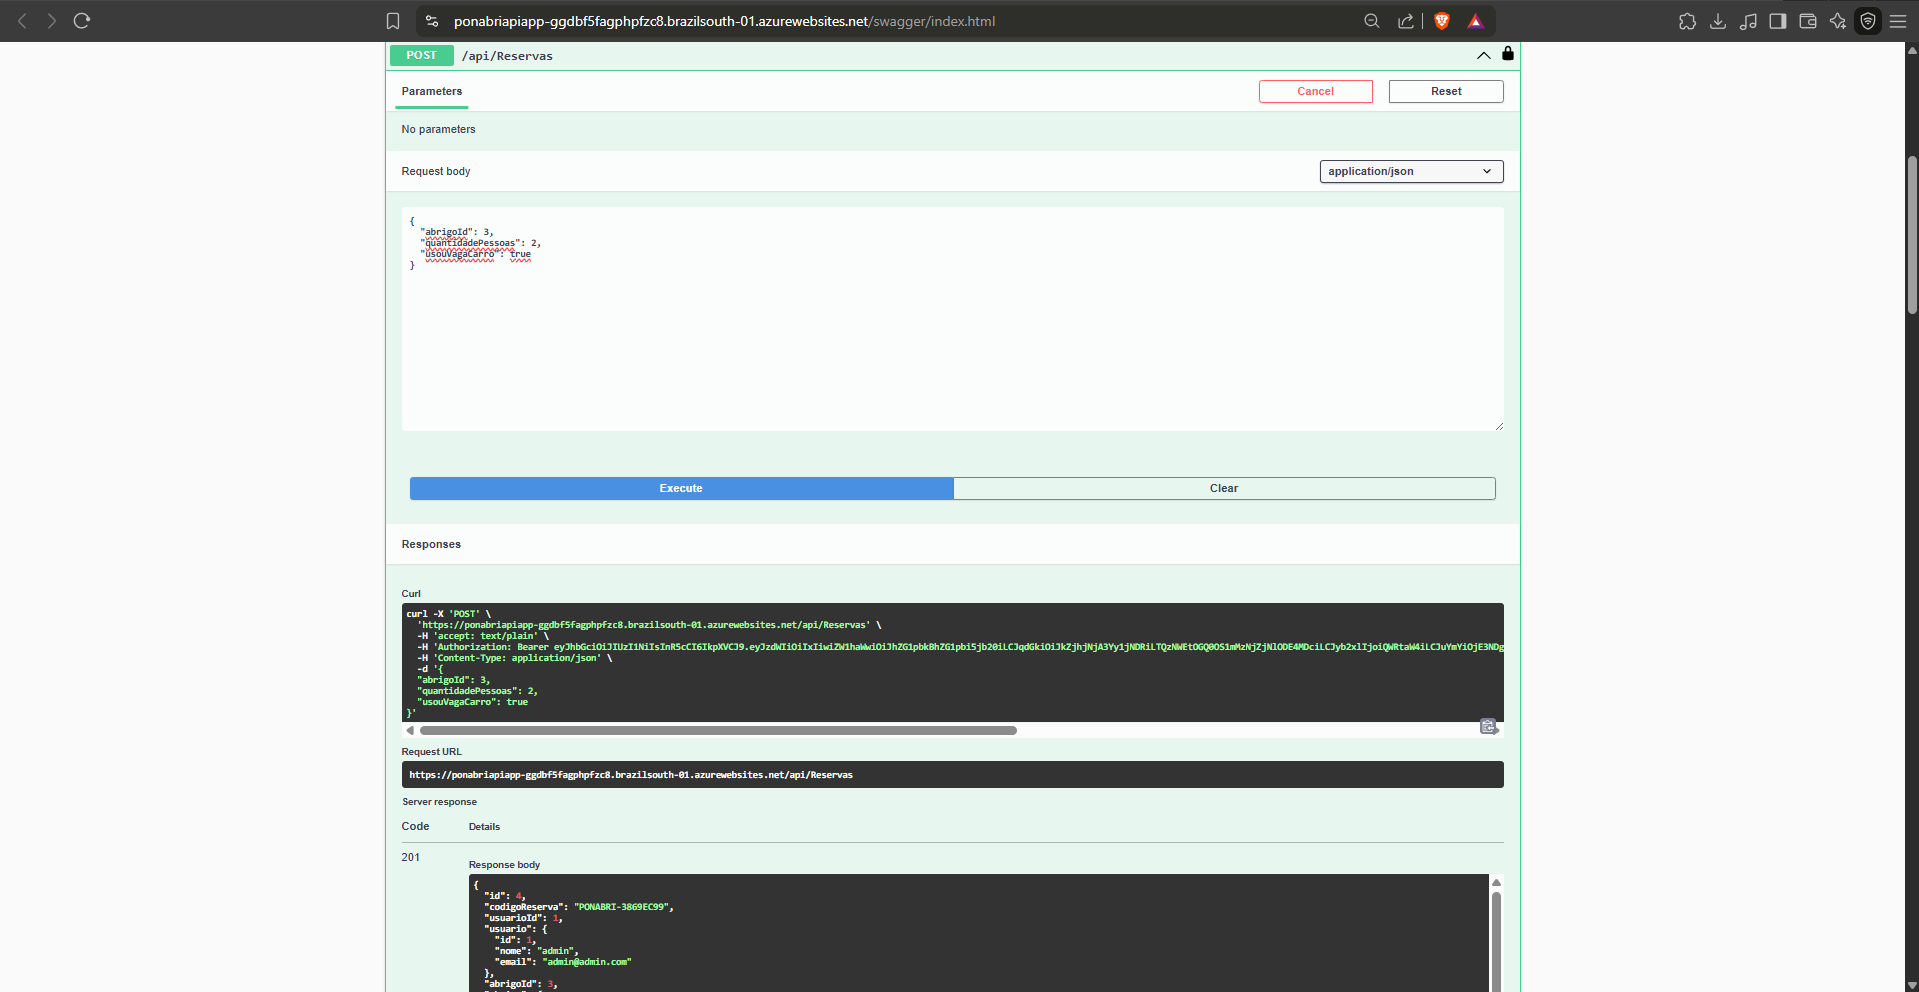 ponabriapiapp-ggdbf5fagphpfzc8.brazilsouth-01.azurewebsites.net/swagger/index.html
POST /api/Reservas
Parameters
Cancel
Reset
No parameters
Request body
application/json
{
"abrigoId": 3,
"quantidadePessoas": 2,
"usouVagaCarro": true
}
Execute
Clear
Responses
Curl
curl -X 'POST' \
'https://ponabriapiapp-ggdbf5fagphpfzc8.brazilsouth-01.azurewebsites.net/api/Reservas' \
-H 'accept: text/plain' \
-H 'Authorization: Bearer
-H 'Content-Type: application/json' \
-d '{
"abrigoId": 3,
"quantidadePessoas": 2,
"usouVagaCarro": true
}'
Request URL
https://ponabriapiapp-ggdbf5fagphpfzc8.brazilsouth-01.azurewebsites.net/api/Reservas
Server response
Code Details
201
Response body
{
"id": 4,
"codigoReserva": "PONABRI-3869EC99",
"usuarioId": 1,
"usuario": {
"id": 1,
"nome": "admin",
"email": "admin@admin.com"
},
"abrigoId": 3,